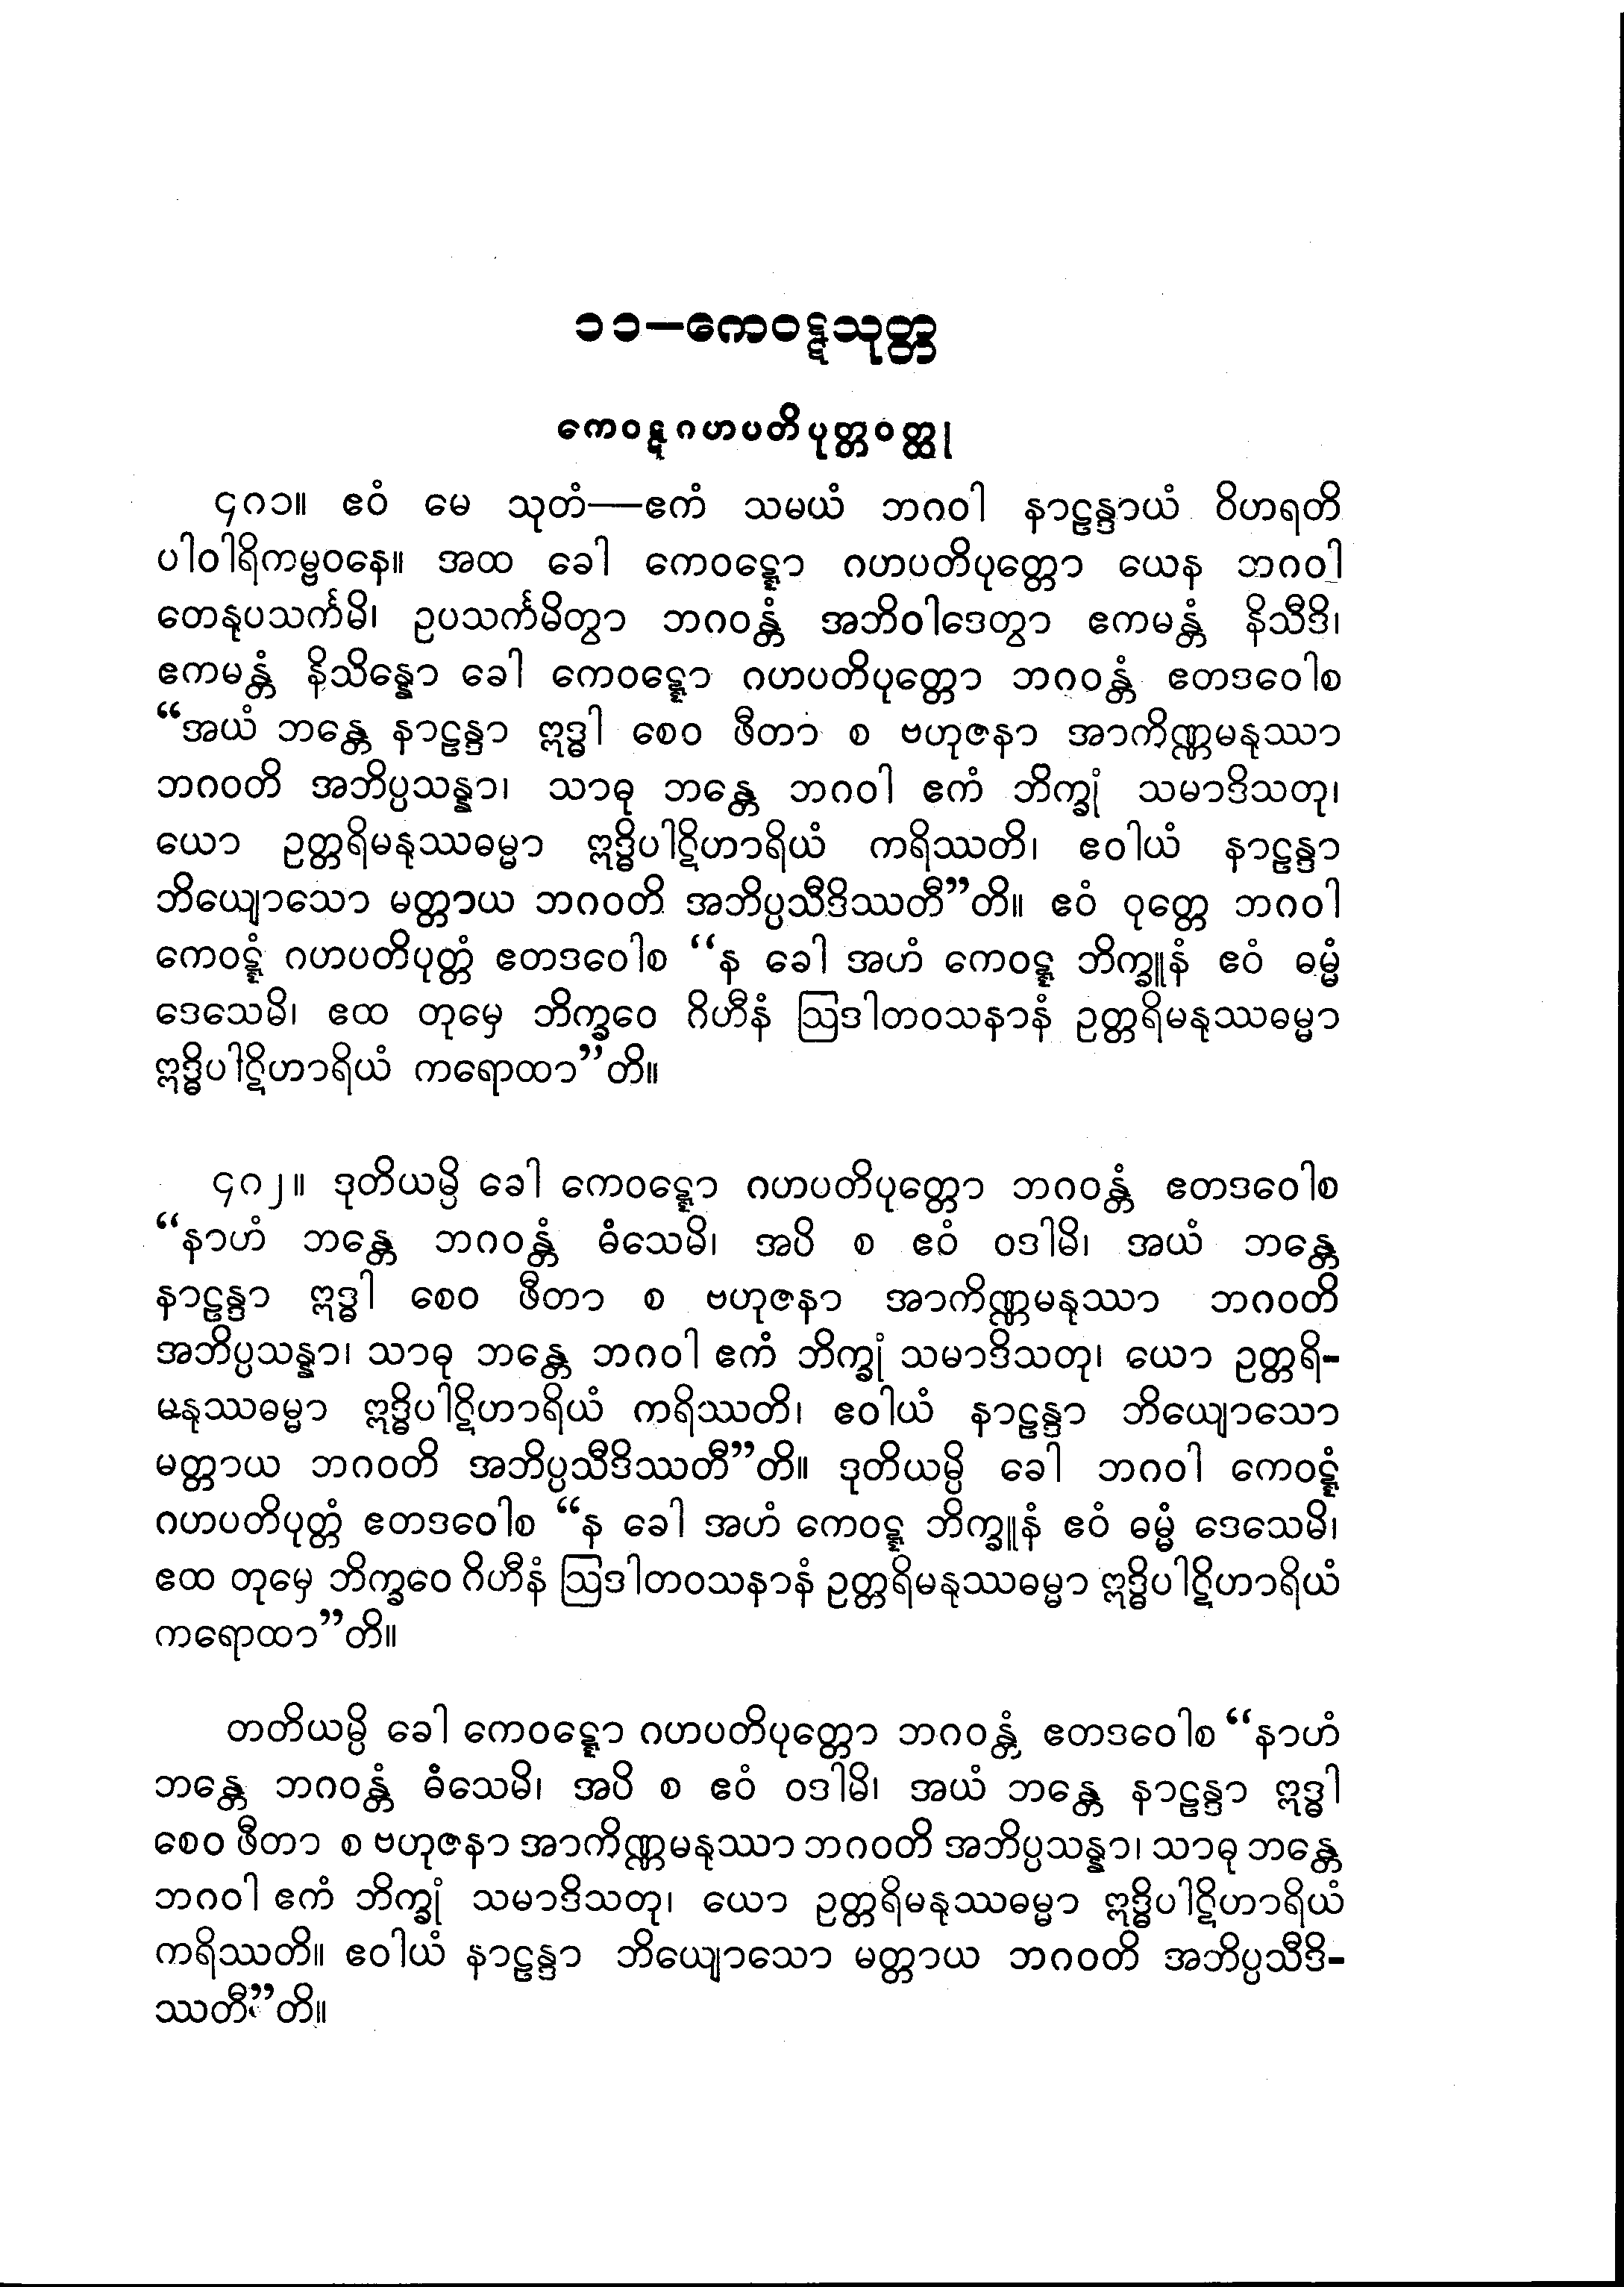 ၁၁—ကေဝဋ္ဋသုတ္တ
ကေဝဋ္ဋဂဟပတိပုတ္တဝတ္ထု
၄၈၁။ ဧဝံ မေ သုတံ—ဧကံ သမယံ ဘဂဝါ နာဠန္ဒာယံ ဝိဟရတိ
ပါဝါရိကမ္ဗဝနေ။ အထ ခေါ ကေဝဋ္ဋော ဂဟပတိပုတ္တော ယေန ဘဂဝါ
တေနုပသင်္ကမိ၊ ဥပသင်္ကမိတွာ ဘဂဝန္တံ အဘိဝါဒေတွာ ဧကမန္တံ နိသီဒိ၊
ဧကမန္တံ နိသိန္နော ခေါ ကေဝဋ္ဋော ဂဟပတိပုတ္တော ဘဂဝန္တံ ဧတဒဝေါစ
“အယံ ဘန္တေ နာဠန္ဒာ ဣဒ္ဓါ စေဝ ဖီတာ စ ဗဟုဇနာ အာကိဏ္ဏမနုဿာ
ဘဂဝတိ အဘိပ္ပသန္နာ၊ သာဓု ဘန္တေ ဘဂဝါ ဧကံ ဘိက္ခုံ သမာဒိသတု၊
ယော ဥတ္တရိမနုဿဓမ္မာ ဣဒ္ဓိပါဋိဟာရိယံ ကရိဿတိ၊ ဧဝါယံ နာဠန္ဒာ
ဘိယျောသော မတ္တာယ ဘဂဝတိ အဘိပ္ပသီဒိဿတီ”တိ။ ဧဝံ ဝုတ္တေ ဘဂဝါ
ကေဝဋ္ဋံ ဂဟပတိပုတ္တံ ဧတဒဝေါစ “န ခေါ အဟံ ကေဝဋ္ဋ ဘိက္ခူနံ ဧဝံ ဓမ္မံ
ဒေသေမိ၊ ဧထ တုမှေ ဘိက္ခဝေ ဂိဟီနံ ဩဒါတဝသနာနံ ဥတ္တရိမနုဿဓမ္မာ
ဣဒ္ဓိပါဋိဟာရိယံ ကရောထာ”တိ။
၄၈၂။ ဒုတိယမ္ပိ ခေါ ကေဝဋ္ဋော ဂဟပတိပုတ္တော ဘဂဝန္တံ ဧတဒဝေါစ
“နာဟံ ဘန္တေ ဘဂဝန္တံ ဓံသေမိ၊ အပိ စ ဧဝံ ဝဒါမိ၊ အယံ ဘန္တေ
နာဠန္ဒာ ဣဒ္ဓါ စေဝ ဖီတာ စ ဗဟုဇနာ အာကိဏ္ဏမနုဿာ ဘဂဝတိ
အဘိပ္ပသန္နာ၊ သာဓု ဘန္တေ ဘဂဝါ ဧကံ ဘိက္ခုံ သမာဒိသတု၊ ယော ဥတ္တရိ-
မနုဿဓမ္မာ ဣဒ္ဓိပါဋိဟာရိယံ ကရိဿတိ၊ ဧဝါယံ နာဠန္ဒာ ဘိယျောသော
မတ္တာယ ဘဂဝတိ အဘိပ္ပသီဒိဿတီ”တိ။ ဒုတိယမ္ပိ ခေါ ဘဂဝါ ကေဝဋ္ဋံ
ဂဟပတိပုတ္တံ ဧတဒဝေါစ “န ခေါ အဟံ ကေဝဋ္ဋ ဘိက္ခူနံ ဧဝံ ဓမ္မံ ဒေသေမိ၊
ဧထ တုမှေ ဘိက္ခဝေ ဂိဟီနံ ဩဒါတဝသနာနံ ဥတ္တရိမနုဿဓမ္မာ ဣဒ္ဓိပါဋိဟာရိယံ
ကရောထာ”တိ။
တတိယမ္ပိ ခေါ ကေဝဋ္ဋော ဂဟပတိပုတ္တော ဘဂဝန္တံ ဧတဒဝေါစ “နာဟံ
ဘန္တေ ဘဂဝန္တံ ဓံသေမိ၊ အပိ စ ဧဝံ ဝဒါမိ၊ အယံ ဘန္တေ နာဠန္ဒာ ဣဒ္ဓါ
စေဝ ဖီတာ စ ဗဟုဇနာ အာကိဏ္ဏမနုဿာ ဘဂဝတိ အဘိပ္ပသန္နာ၊ သာဓု ဘန္တေ
ဘဂဝါ ဧကံ ဘိက္ခုံ သမာဒိသတု၊ ယော ဥတ္တရိမနုဿဓမ္မာ ဣဒ္ဓိပါဋိဟာရိယံ
ကရိဿတိ။ ဧဝါယံ နာဠန္ဒာ ဘိယျောသော မတ္တာယ ဘဂဝတိ အဘိပ္ပသီဒိ-
ဿတီ”တိ။